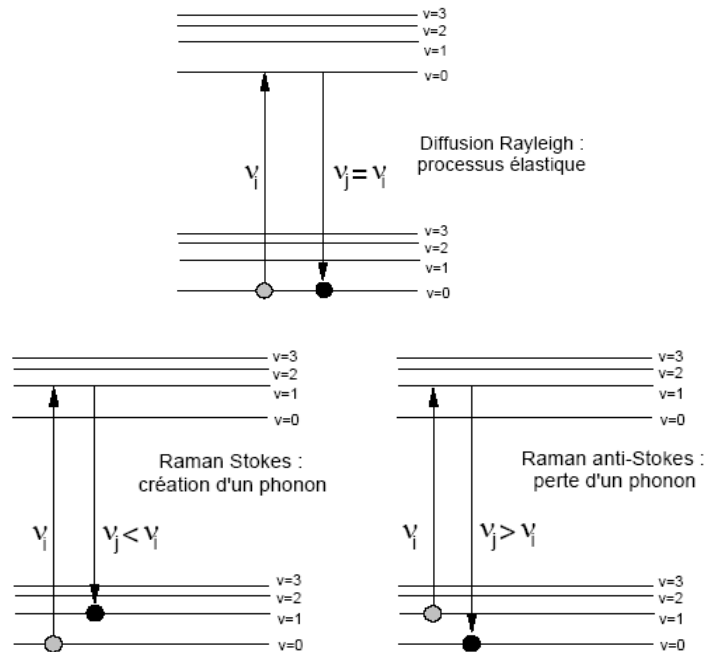 v=3
v=2
v=1
v=0
Diffusion Rayleigh :
processus élastique
νi
νj = νi
v=3
v=2
v=1
v=0
v=3
v=2
v=1
v=0
Raman Stokes :
création d'un phonon
νi
νj < νi
v=3
v=2
v=1
v=0
v=3
v=2
v=1
v=0
Raman anti-Stokes :
perte d'un phonon
νi
νj > νi
v=3
v=2
v=1
v=0